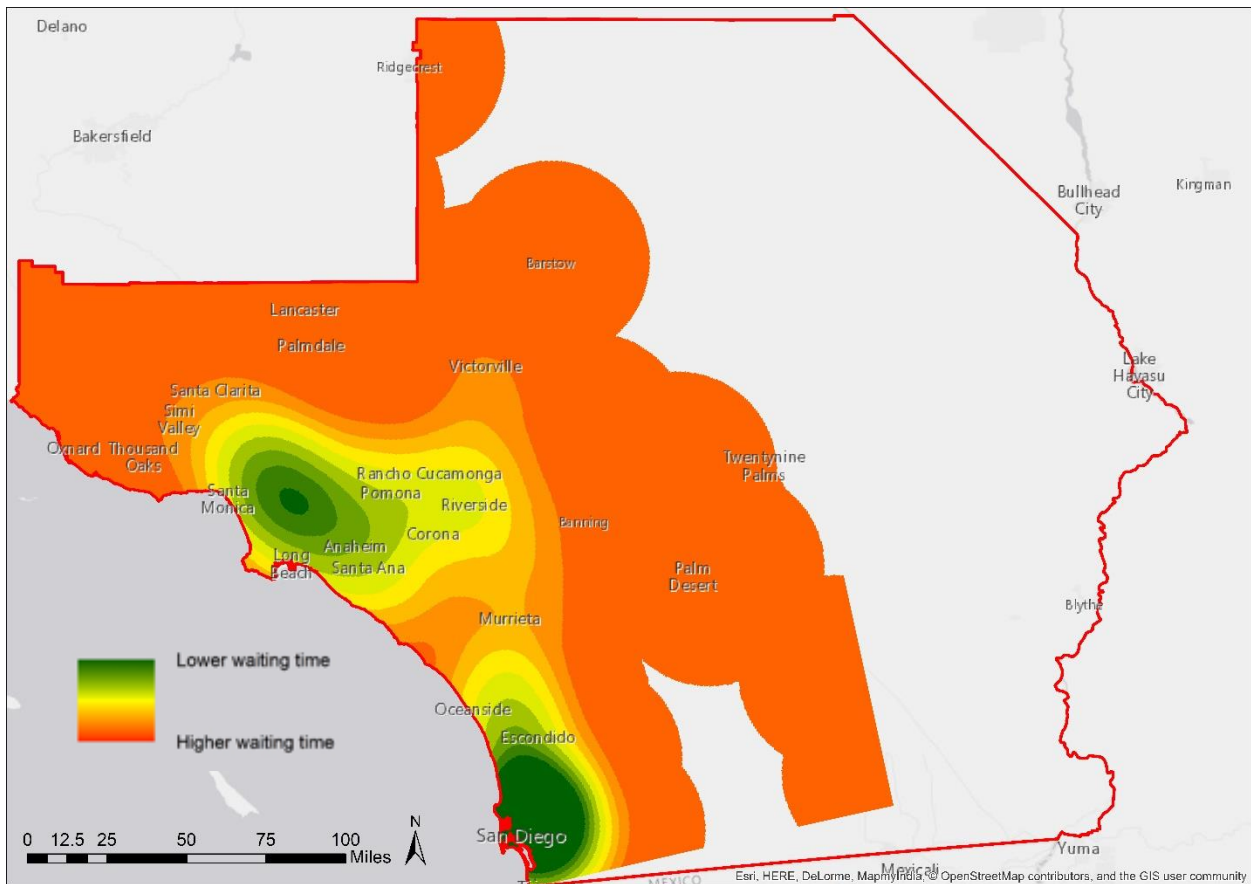 Delano
Ridgecrest
Bakersfield
Bullhead
City
Kingman
Barstow
Lancaster
Palmdale
Victorville
Lake
Havasu
City
Santa Clarita
Simi
Valley
Oxnard
Thousand
Oaks
Twentynine
Palms
Rancho Cucamonga
Pomona
Santa
Monica
Riverside
Banning
Corona
Anaheim
Long
Beach
Santa Ana
Palm
Desert
Blythe
Murrieta
Lower waiting time
Higher waiting time
Oceanside
Escondido
San Diego
0 12.5 25 50 75 100
Miles
N
Yuma
Mexicali
MEXICO
Esri, HERE, DeLorme, MapmyIndia, © OpenStreetMap contributors, and the GIS user community